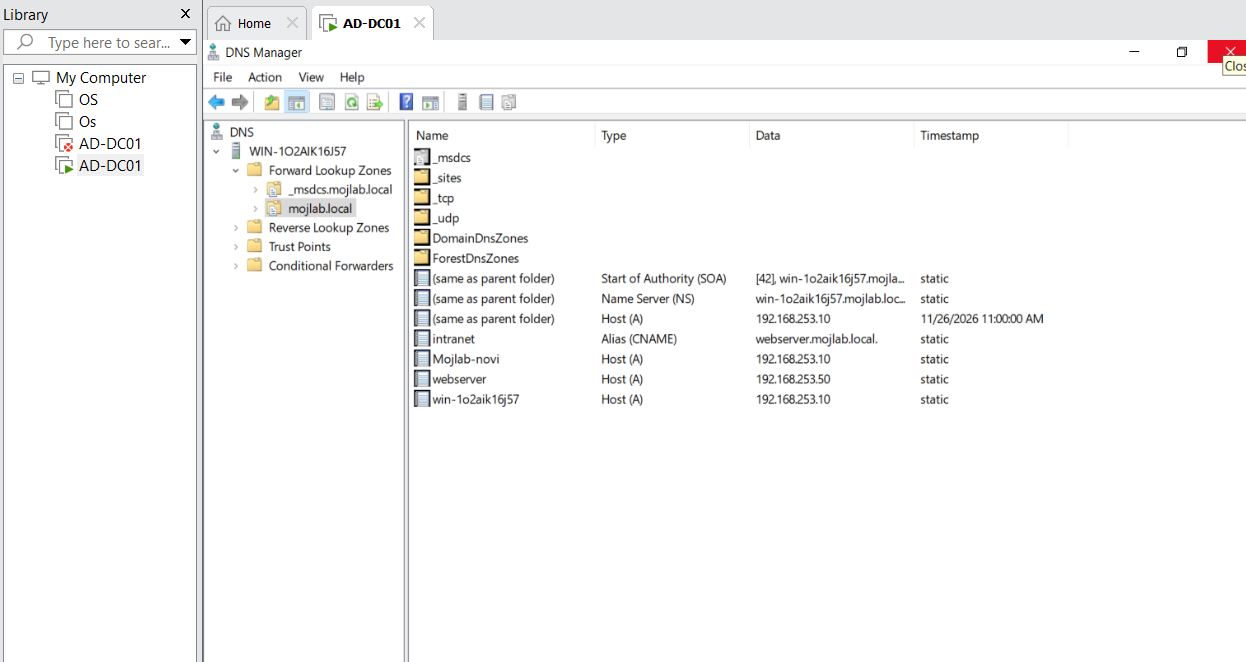 Library
Type here to sear...
My Computer
OS
Os
AD-DC01
AD-DC01
Home
AD-DC01
DNS Manager
Clos
File Action View Help
DNS
WIN-1O2AIK16J57
Forward Lookup Zones
_msdcs.mojlab.local
mojlab.local
Reverse Lookup Zones
Trust Points
Conditional Forwarders
Name Type Data Timestamp
_msdcs
_sites
_tcp
_udp
DomainDnsZones
ForestDnsZones
(same as parent folder) Start of Authority (SOA) [42], win-1o2aik16j57.mojla... static
(same as parent folder) Name Server (NS) win-1o2aik16j57.mojlab.loc... static
(same as parent folder) Host (A) 192.168.253.10 11/26/2026 11:00:00 AM
intranet Alias (CNAME) webserver.mojlab.local. static
Mojlab-novi Host (A) 192.168.253.10 static
webserver Host (A) 192.168.253.50 static
win-1o2aik16j57 Host (A) 192.168.253.10 static